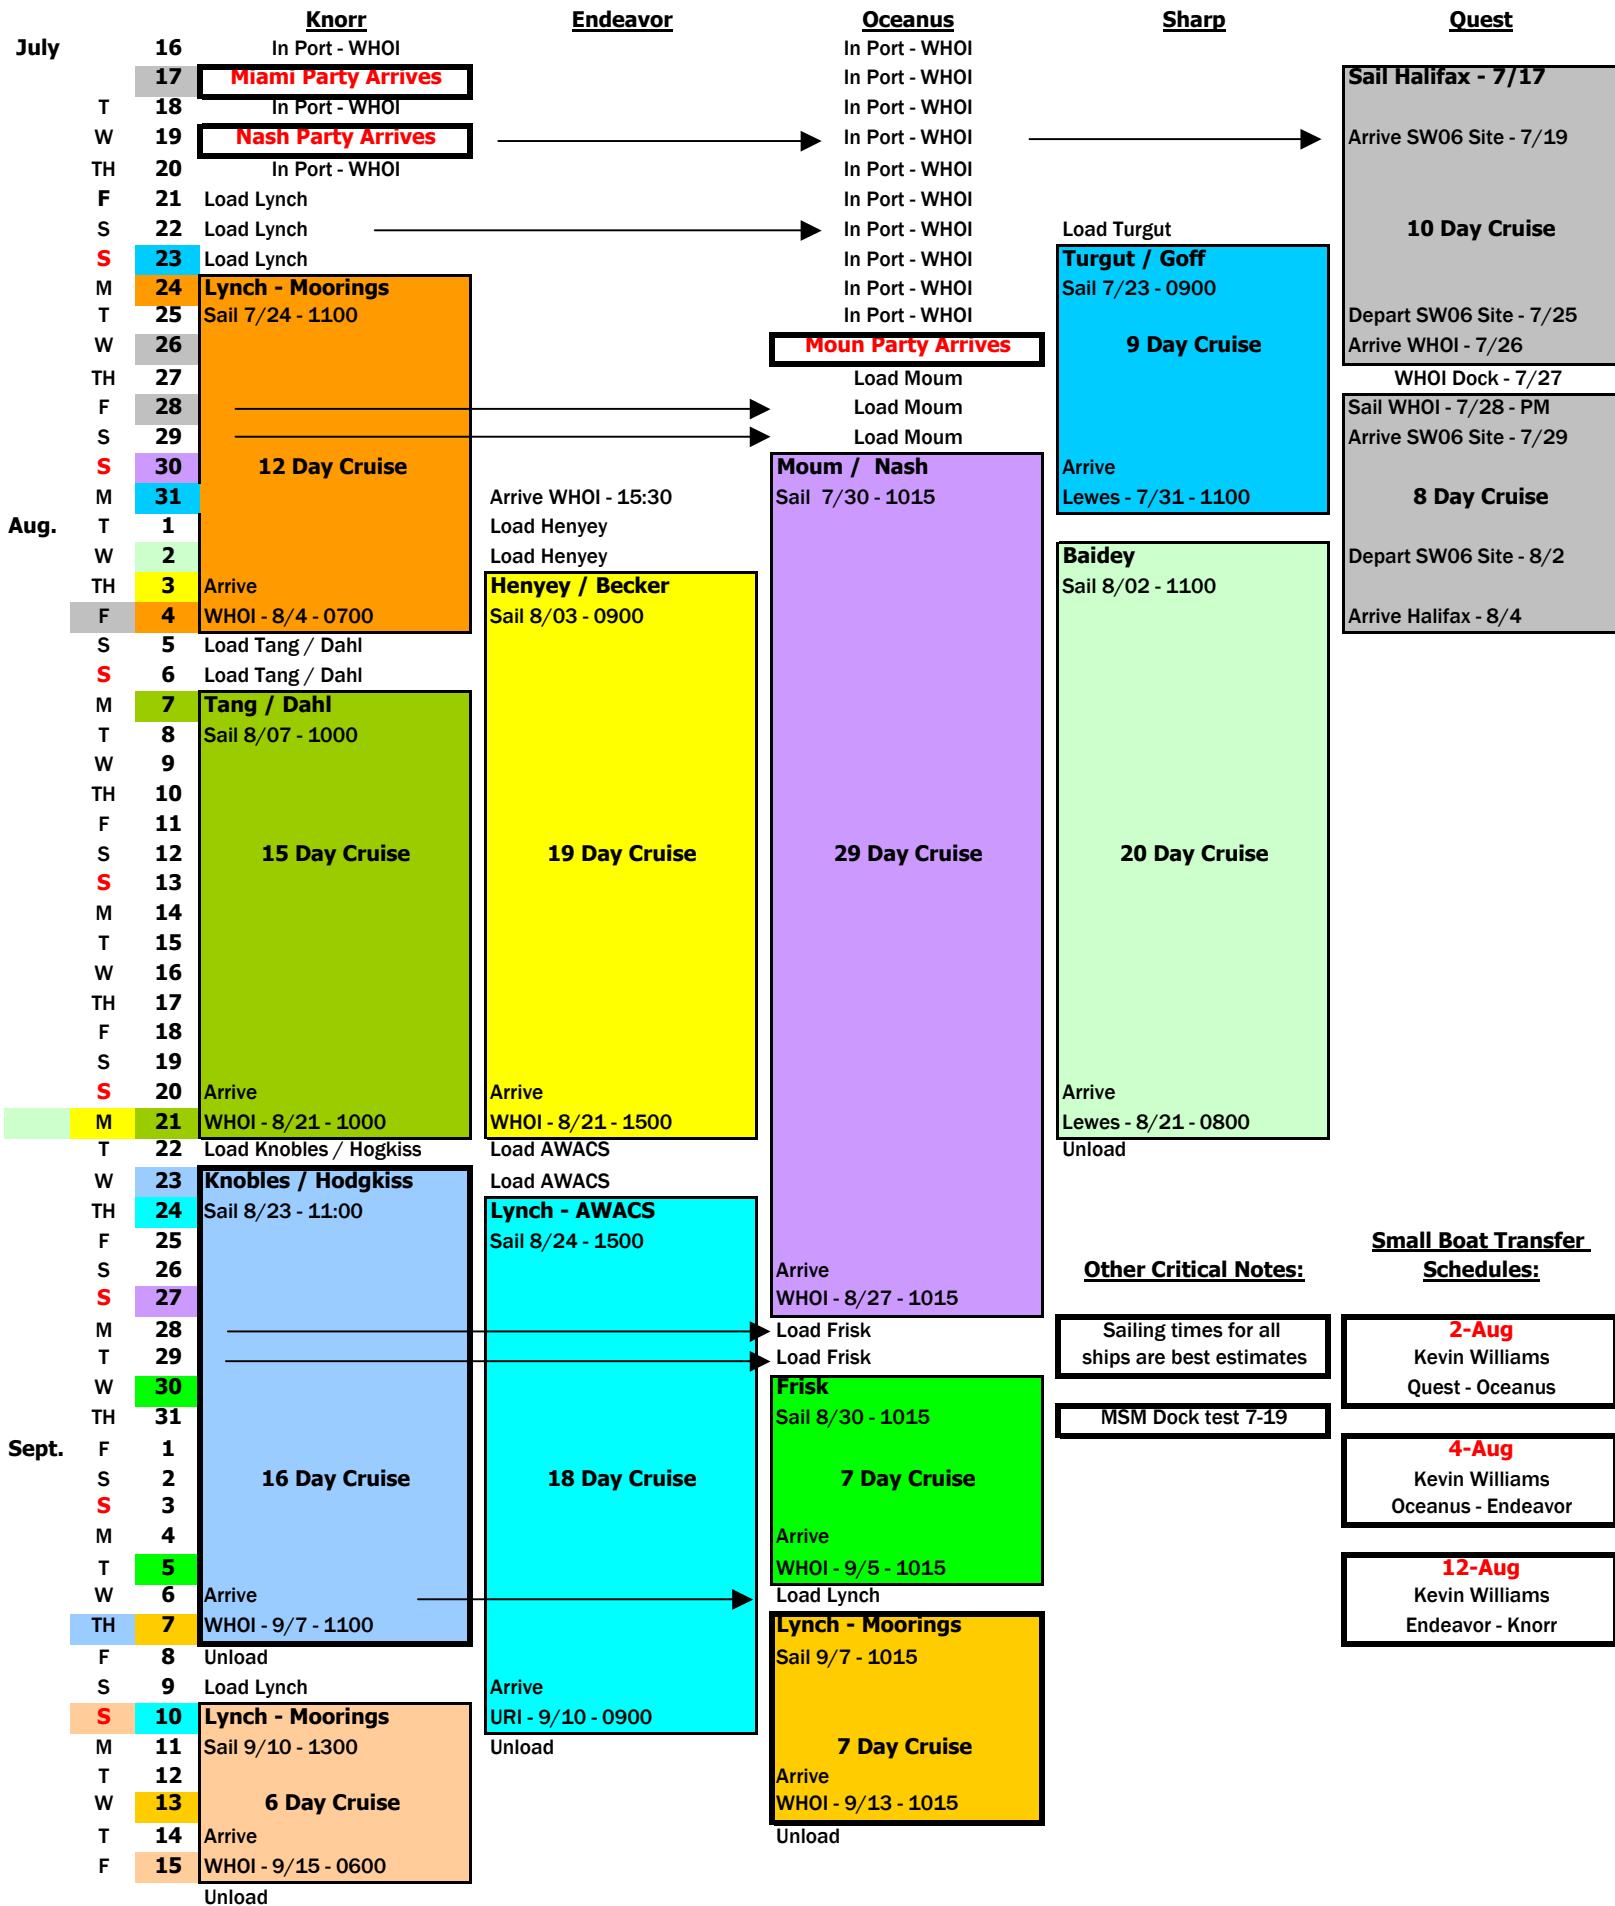 Knorr Endeavor Oceanus Sharp Quest
July 16 In Port - WHOI In Port - WHOI
17 Miami Party Arrives In Port - WHOI Sail Halifax - 7/17
T 18 In Port - WHOI In Port - WHOI
W 19 Nash Party Arrives In Port - WHOI Arrive SW06 Site - 7/19
TH 20 In Port - WHOI In Port - WHOI
F 21 Load Lynch In Port - WHOI
S 22 Load Lynch In Port - WHOI Load Turgut 10 Day Cruise
S 23 Load Lynch In Port - WHOI Turgut / Goff
M 24 Lynch - Moorings In Port - WHOI Sail 7/23 - 0900
T 25 Sail 7/24 - 1100 In Port - WHOI Depart SW06 Site - 7/25
W 26 Moun Party Arrives 9 Day Cruise Arrive WHOI - 7/26
TH 27 Load Moum WHOI Dock - 7/27
F 28 Load Moum Sail WHOI - 7/28 - PM
S 29 Load Moum Arrive SW06 Site - 7/29
S 30 12 Day Cruise Moum / Nash Arrive
M 31 Arrive WHOI - 15:30 Sail 7/30 - 1015 Lewes - 7/31 - 1100 8 Day Cruise
Aug. T 1 Load Henyey
W 2 Load Henyey Baidey Depart SW06 Site - 8/2
TH 3 Arrive Henyey / Becker Sail 8/02 - 1100
F 4 WHOI - 8/4 - 0700 Sail 8/03 - 0900 Arrive Halifax - 8/4
S 5 Load Tang / Dahl
S 6 Load Tang / Dahl
M 7 Tang / Dahl
T 8 Sail 8/07 - 1000
W 9
TH 10
F 11
S 12 15 Day Cruise 19 Day Cruise 29 Day Cruise 20 Day Cruise
S 13
M 14
T 15
W 16
TH 17
F 18
S 19
S 20 Arrive Arrive Arrive
M 21 WHOI - 8/21 - 1000 WHOI - 8/21 - 1500 Lewes - 8/21 - 0800
T 22 Load Knobles / Hogkiss Load AWACS Unload
W 23 Knobles / Hodgkiss Load AWACS
TH 24 Sail 8/23 - 11:00 Lynch - AWACS
F 25 Sail 8/24 - 1500 Small Boat Transfer
S 26 Arrive Other Critical Notes: Schedules:
S 27 WHOI - 8/27 - 1015
M 28 Load Frisk Sailing times for all 2-Aug
T 29 Load Frisk ships are best estimates Kevin Williams
W 30 Frisk Quest - Oceanus
TH 31 Sail 8/30 - 1015 MSM Dock test 7-19
Sept. F 1 4-Aug
S 2 16 Day Cruise 18 Day Cruise 7 Day Cruise Kevin Williams
S 3 Oceanus - Endeavor
M 4 Arrive
T 5 WHOI - 9/5 - 1015 12-Aug
W 6 Arrive Load Lynch Kevin Williams
TH 7 WHOI - 9/7 - 1100 Lynch - Moorings Endeavor - Knorr
F 8 Unload Sail 9/7 - 1015
S 9 Load Lynch Arrive
S 10 Lynch - Moorings URI - 9/10 - 0900
M 11 Sail 9/10 - 1300 Unload 7 Day Cruise
T 12 Arrive
W 13 6 Day Cruise WHOI - 9/13 - 1015
T 14 Arrive Unload
F 15 WHOI - 9/15 - 0600
Unload